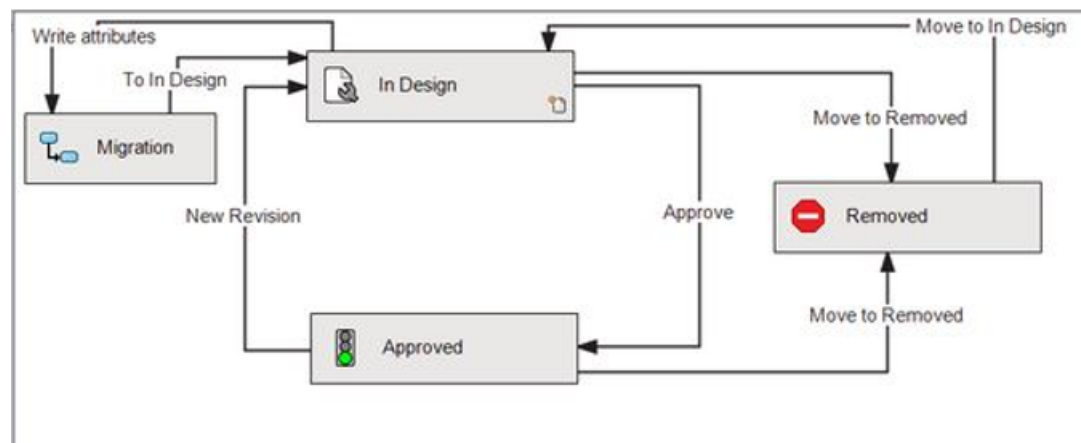 Write attributes
Move to In Design
To In Design
In Design
Move to Removed
Migration
New Revision
Approve
Removed
Move to Removed
Approved